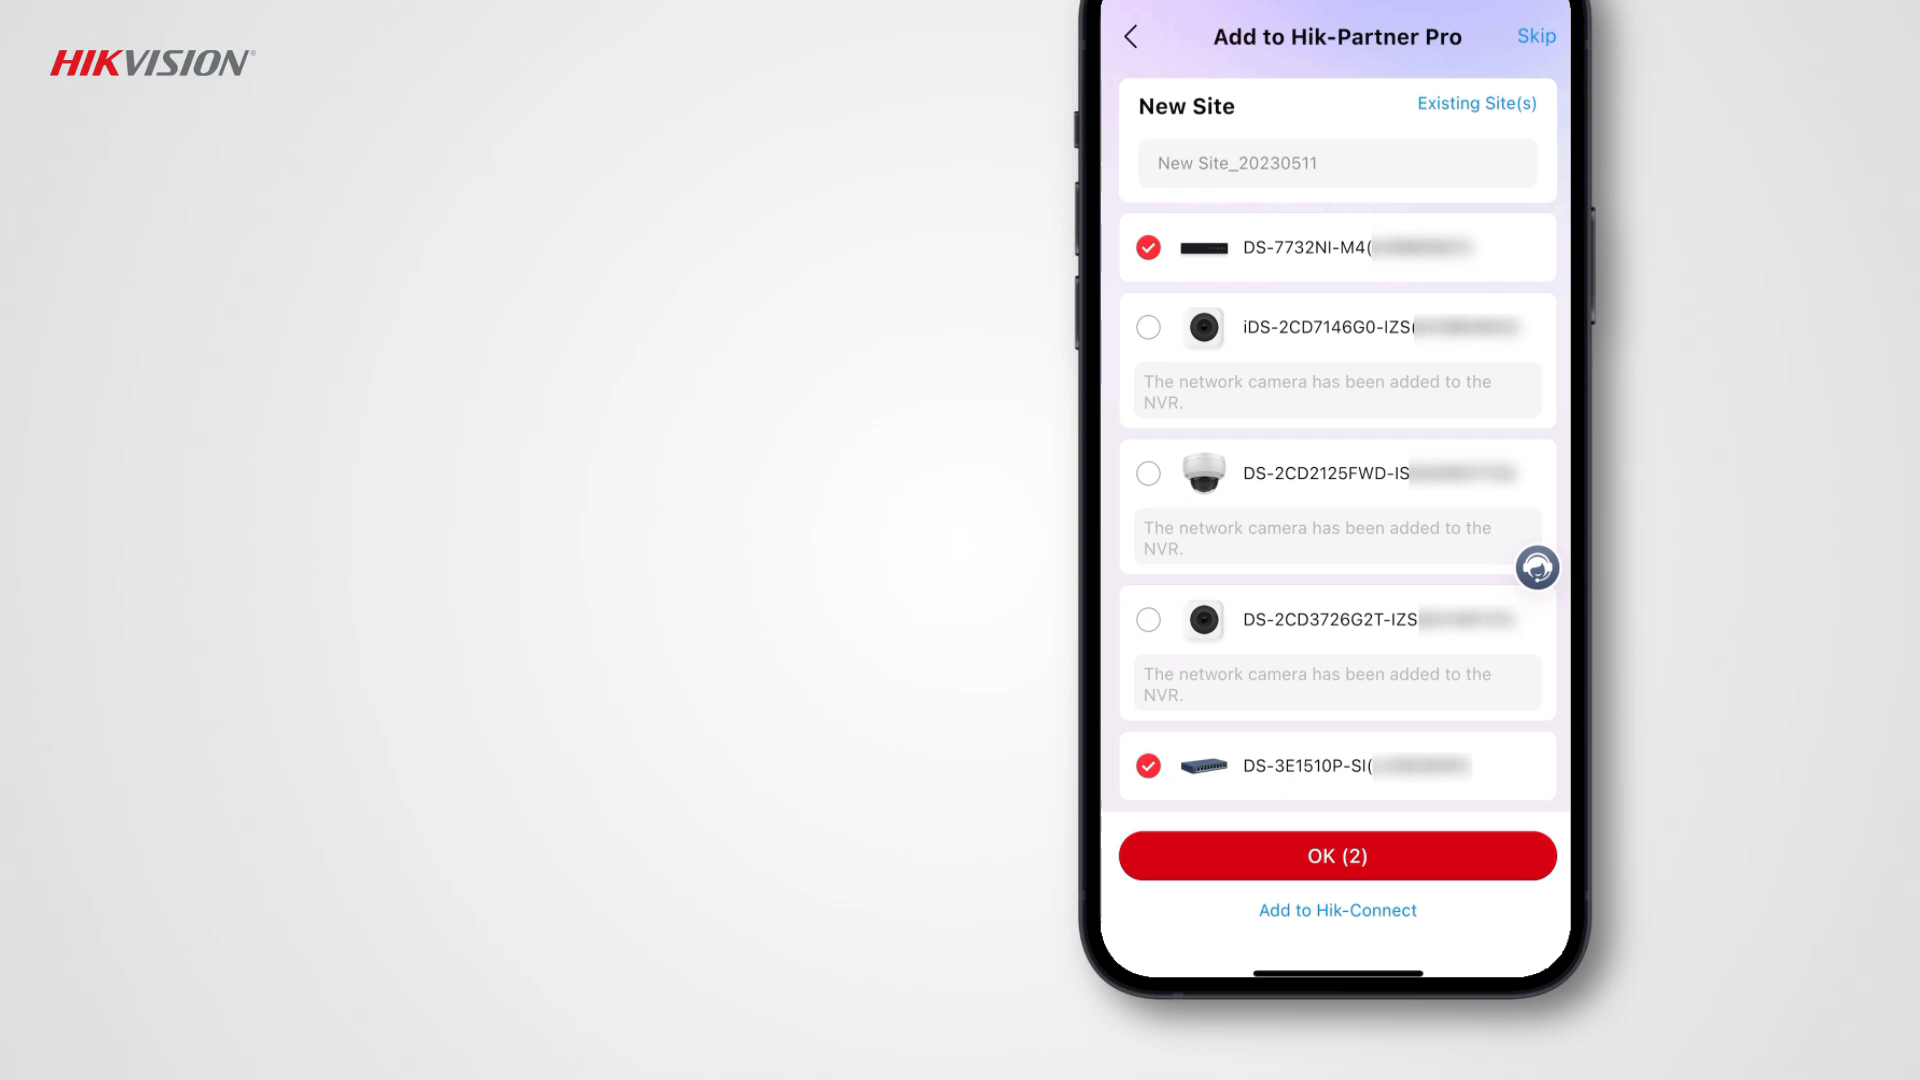 HIKVISION®
Add to Hik-Partner Pro
Skip
New Site
Existing Site(s)
New Site_20230511
DS-7732NI-M4(
iDS-2CD7146G0-IZS(
The network camera has been added to the
NVR.
DS-2CD2125FWD-IS
The network camera has been added to the
NVR.
DS-2CD3726G2T-IZS
The network camera has been added to the
NVR.
DS-3E1510P-SI(
OK (2)
Add to Hik-Connect